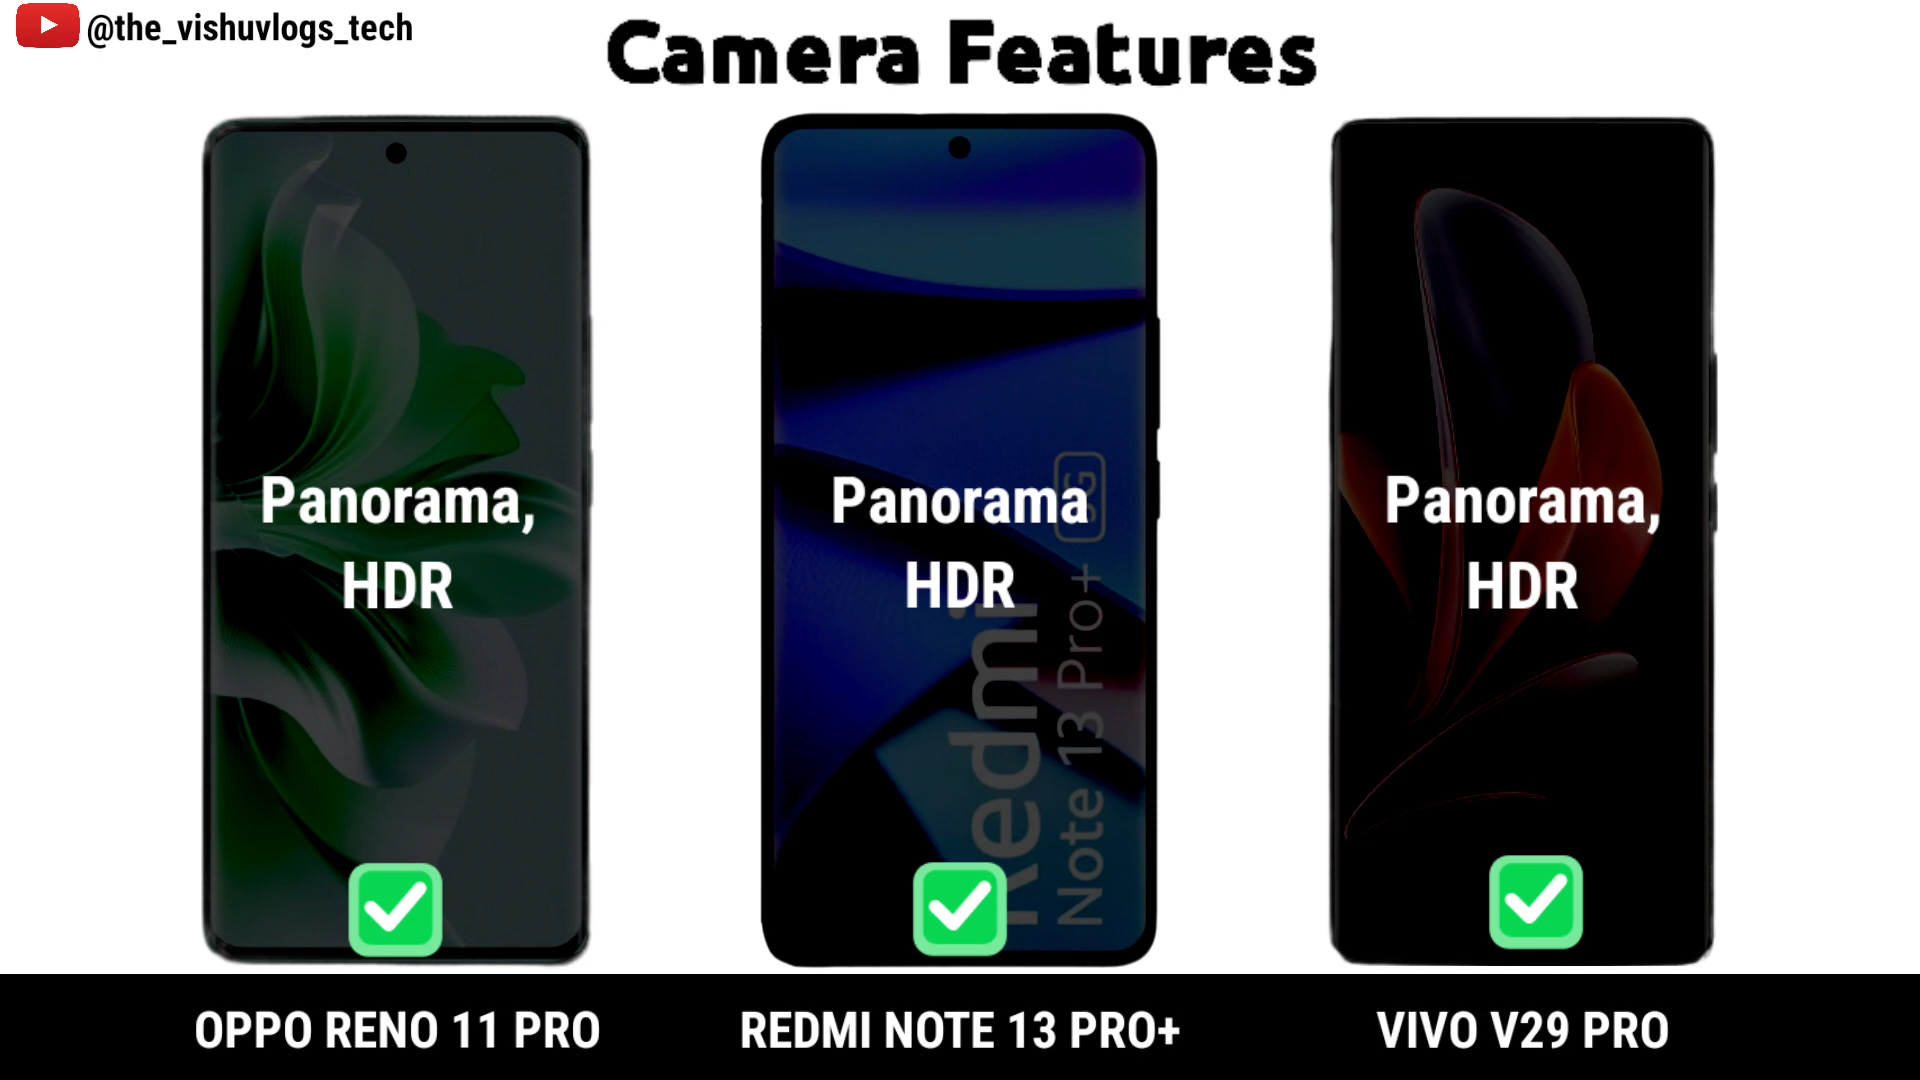 @the_vishuvlogs_tech
Camera Features
Panorama,
HDR
Panorama
HDR
Redmi
Note 13 Pro+ 5G
Panorama,
HDR
OPPO RENO 11 PRO
REDMI NOTE 13 PRO+
VIVO V29 PRO